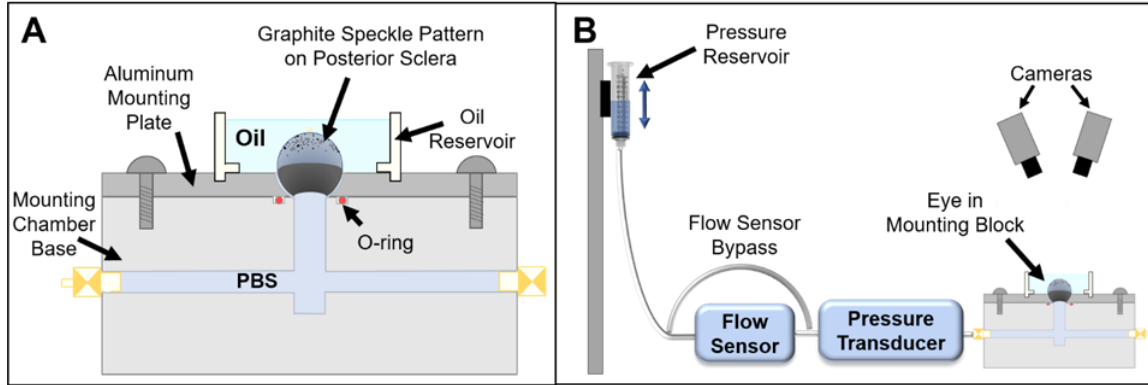 A
Graphite Speckle Pattern
on Posterior Sclera
Aluminum
Mounting
Plate
Oil
Oil
Reservoir
Mounting
Chamber
Base
O-ring
PBS
B
Pressure
Reservoir
Cameras
Eye in
Mounting Block
Flow Sensor
Bypass
Flow
Sensor
Pressure
Transducer